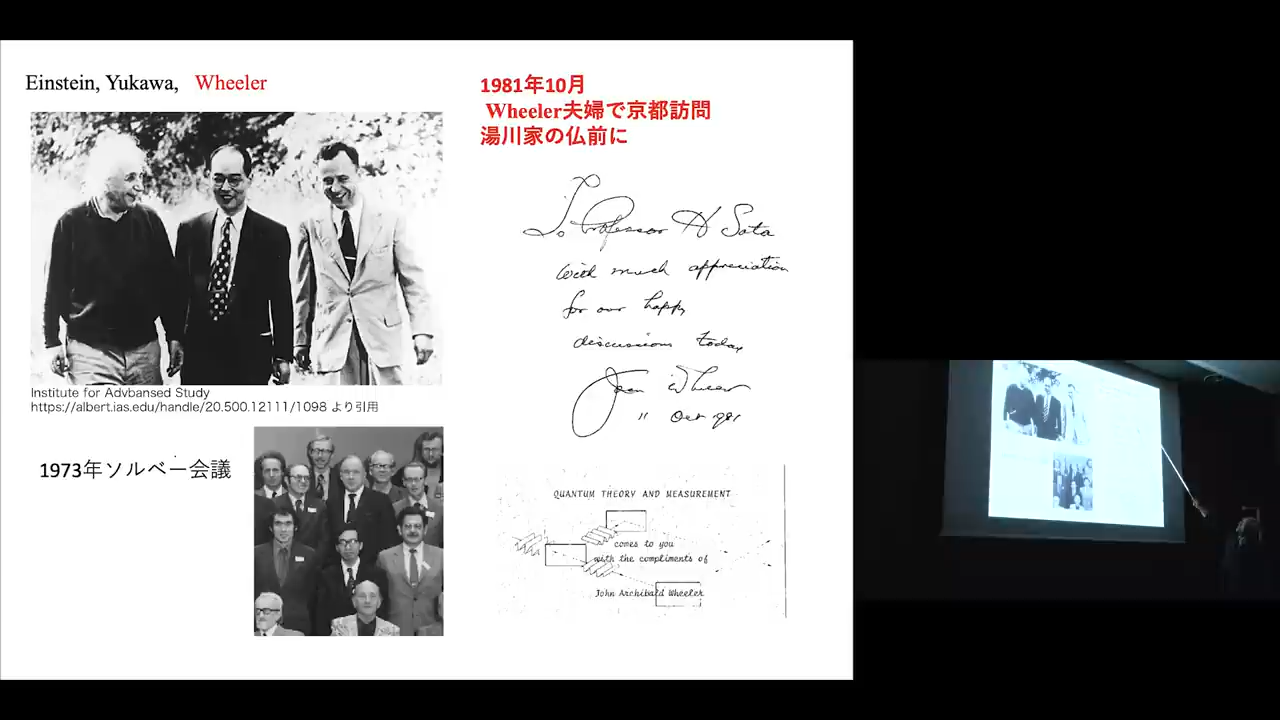 Einstein, Yukawa, Wheeler
Institute for Advbansed Study
https://albert.ias.edu/handle/20.500.12111/1098 より引用
1973年ソルベー会議
1981年10月
Wheeler夫婦で京都訪問
湯川家の仏前に
To Professor H Sato
with much appreciation
for our happy
discussions today
John Wheeler
11 Oct 1981
QUANTUM THEORY AND MEASUREMENT
comes to you
with the compliments of
John Archibald Wheeler